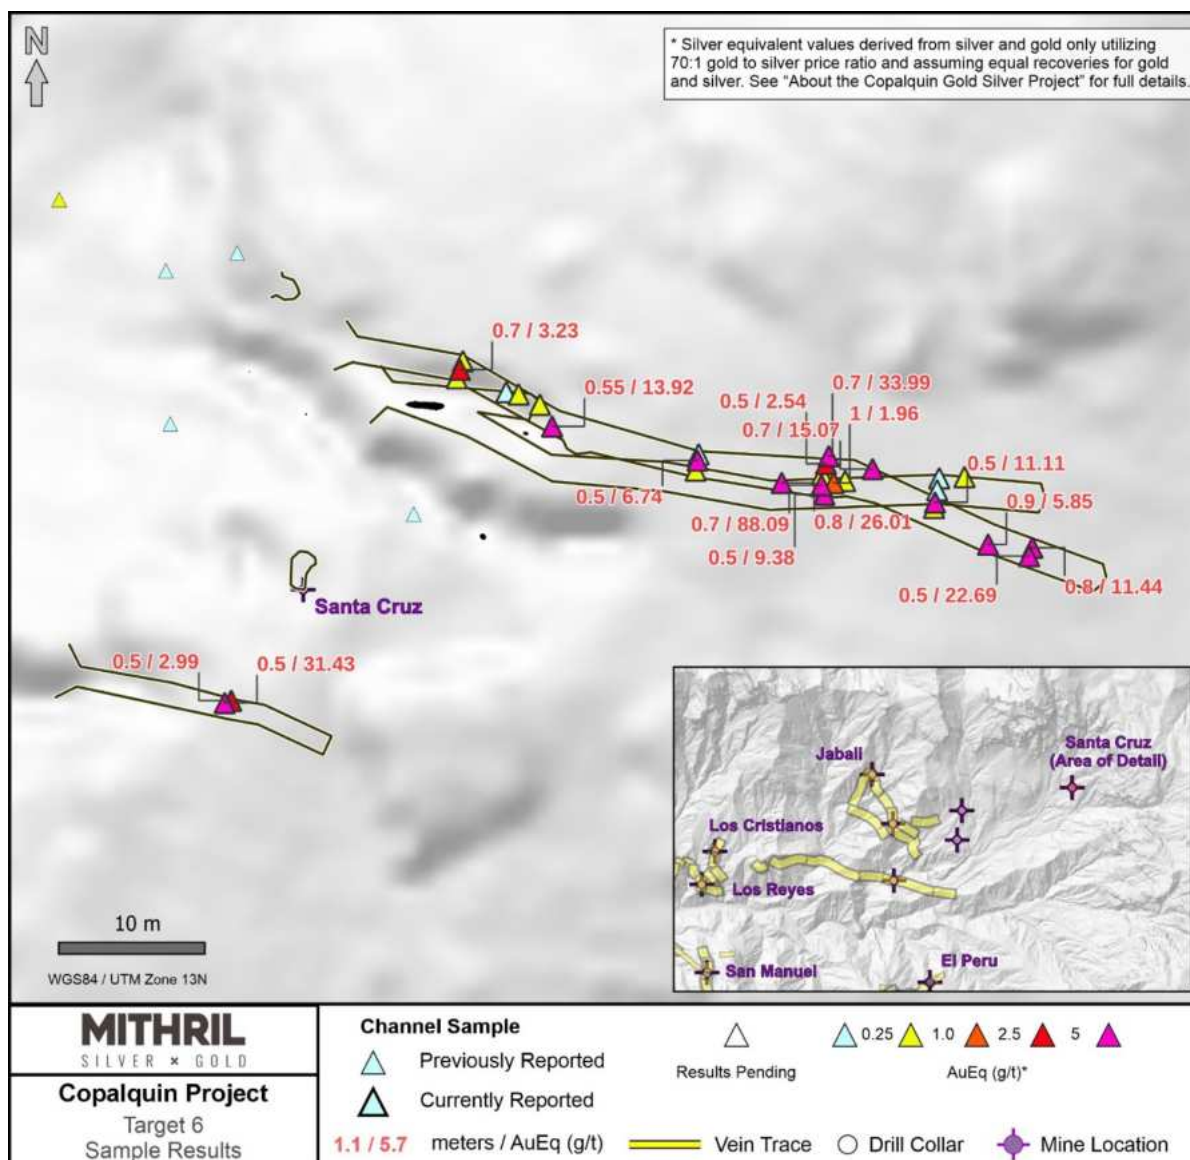 N
* Silver equivalent values derived from silver and gold only utilizing
70:1 gold to silver price ratio and assuming equal recoveries for gold
and silver. See "About the Copalquin Gold Silver Project" for full details.
0.7 / 3.23
0.55 / 13.92
0.7 / 33.99
0.5 / 2.54
1 / 1.96
0.7 / 15.07
0.5 / 11.11
0.5 / 6.74
0.9 / 5.85
0.7 / 88.09
0.8 / 26.01
0.5 / 9.38
0.5 / 22.69
0.8 / 11.44
Santa Cruz
0.5 / 2.99
0.5 / 31.43
Jabali
Santa Cruz
(Area of Detail)
Los Cristianos
Los Reyes
San Manuel
El Peru
10 m
WGS84 / UTM Zone 13N
MITHRIL
SILVER × GOLD
Copalquin Project
Target 6
Sample Results
Channel Sample
Previously Reported
Currently Reported
1.1 / 5.7 meters / AuEq (g/t)
Results Pending
0.25 1.0 2.5 5
AuEq (g/t)*
Vein Trace
Drill Collar
Mine Location